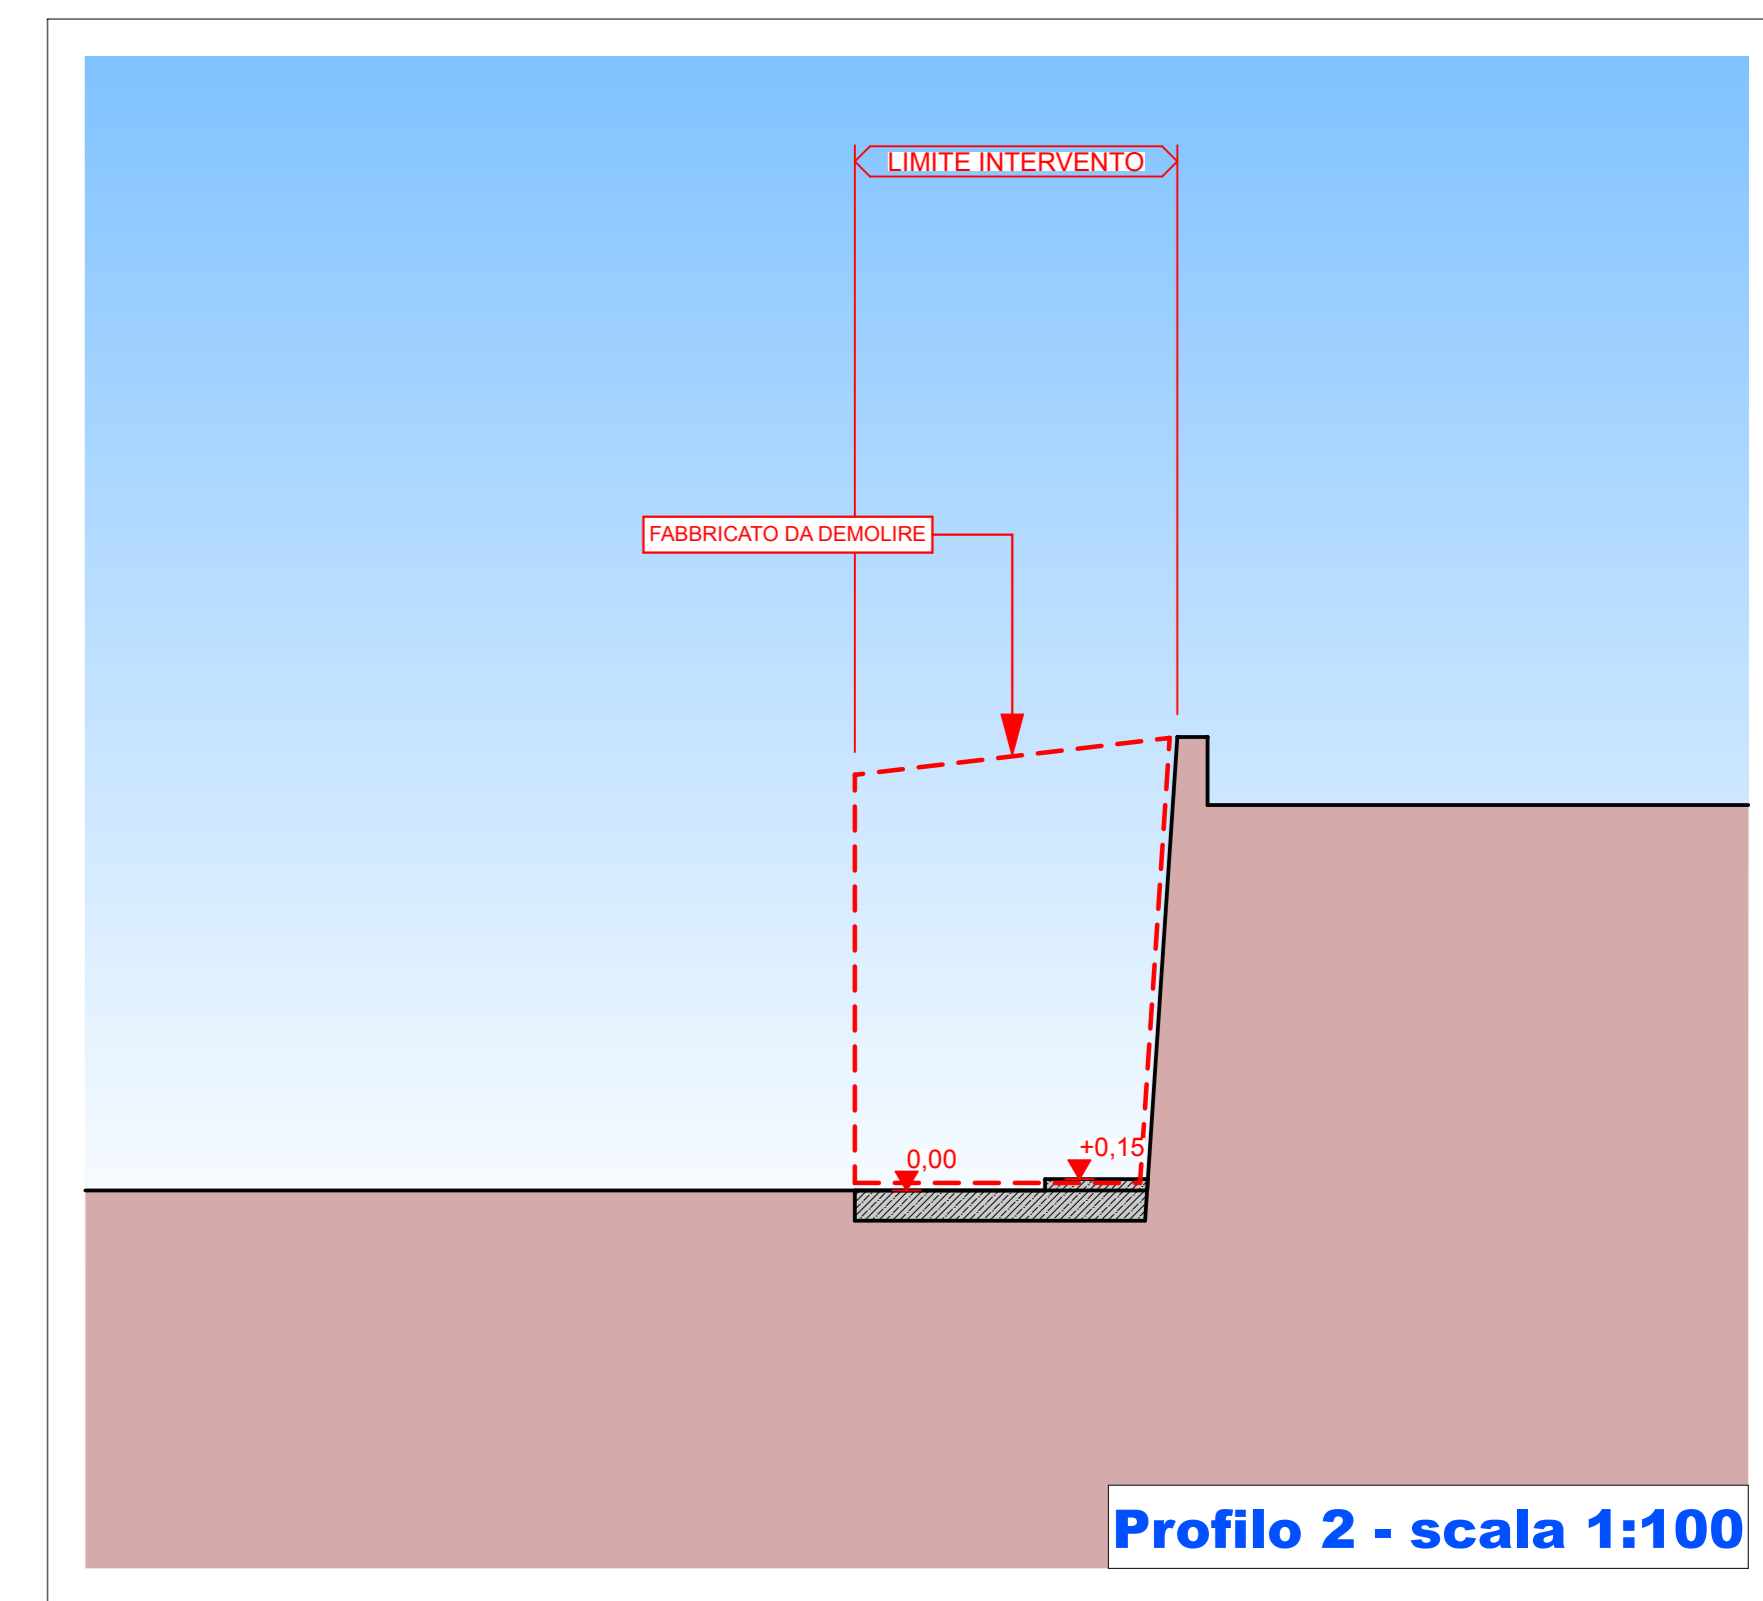 LIMITE INTERVENTO
FABBRICATO DA DEMOLIRE
+0,15
0,00
Profilo 2 - scala 1:100